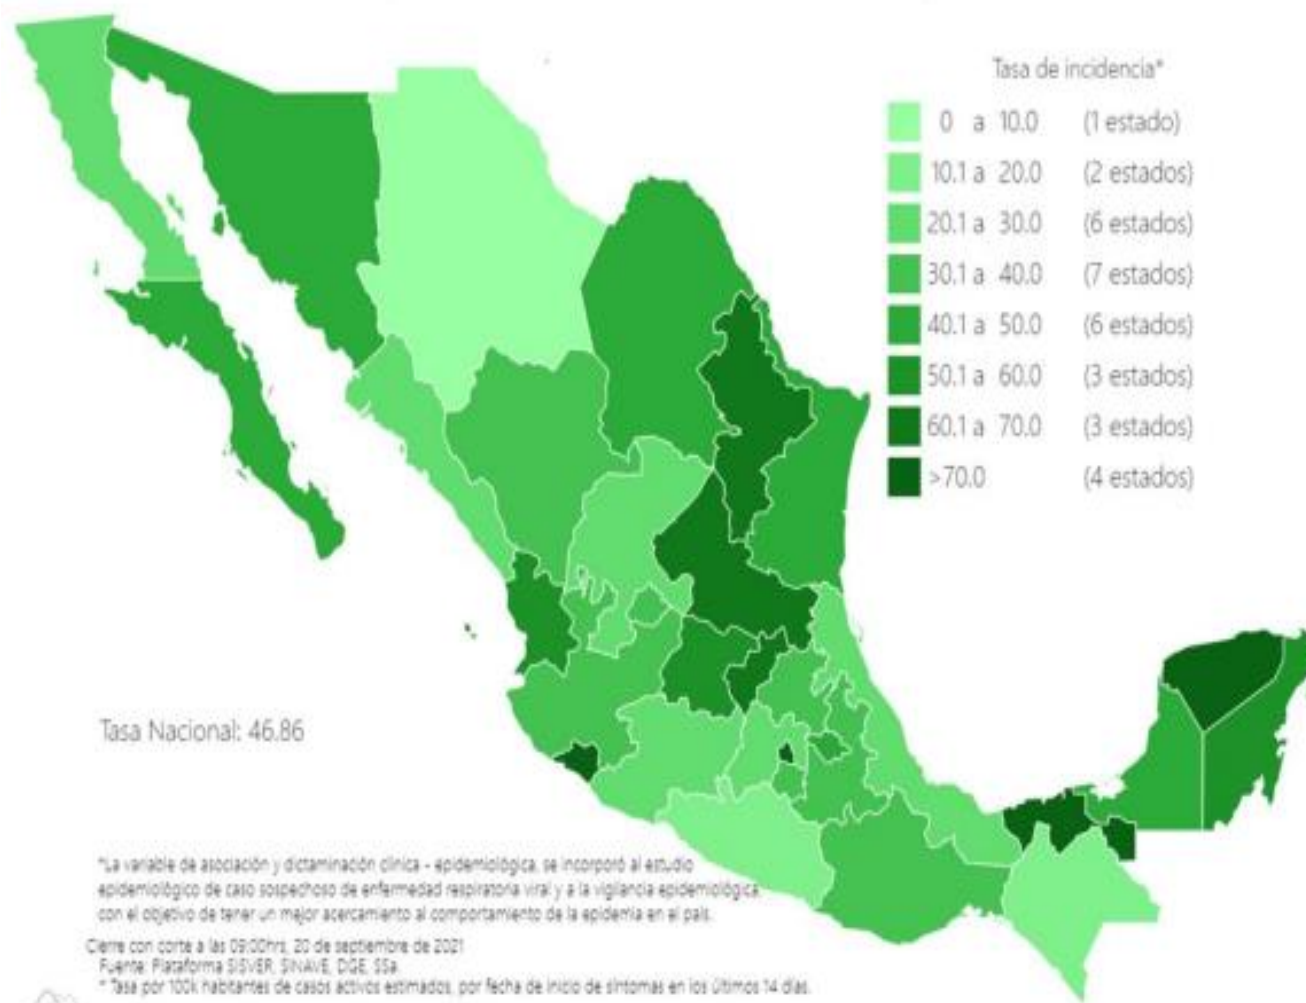 Tasa de incidencia*
0 a 10.0 (1 estado)
10.1 a 20.0 (2 estados)
20.1 a 30.0 (6 estados)
30.1 a 40.0 (7 estados)
40.1 a 50.0 (6 estados)
50.1 a 60.0 (3 estados)
60.1 a 70.0 (3 estados)
>70.0 (4 estados)
Tasa Nacional: 46.86
*La variable de asociación y dictaminación clínica - epidemiológica, se incorporó al estudio
epidemiológico de caso sospechoso de enfermedad respiratoria viral y a la vigilancia epidemiológica,
con el objetivo de tener un mejor acercamiento al comportamiento de la epidemia en el país.
Cierre con corte a las 09:00hrs, 20 de septiembre de 2021
Fuente: Plataforma SISVER, SINAVE, DGE, SSa
* Tasa por 100k habitantes de casos activos estimados, por fecha de inicio de síntomas en los últimos 14 días.